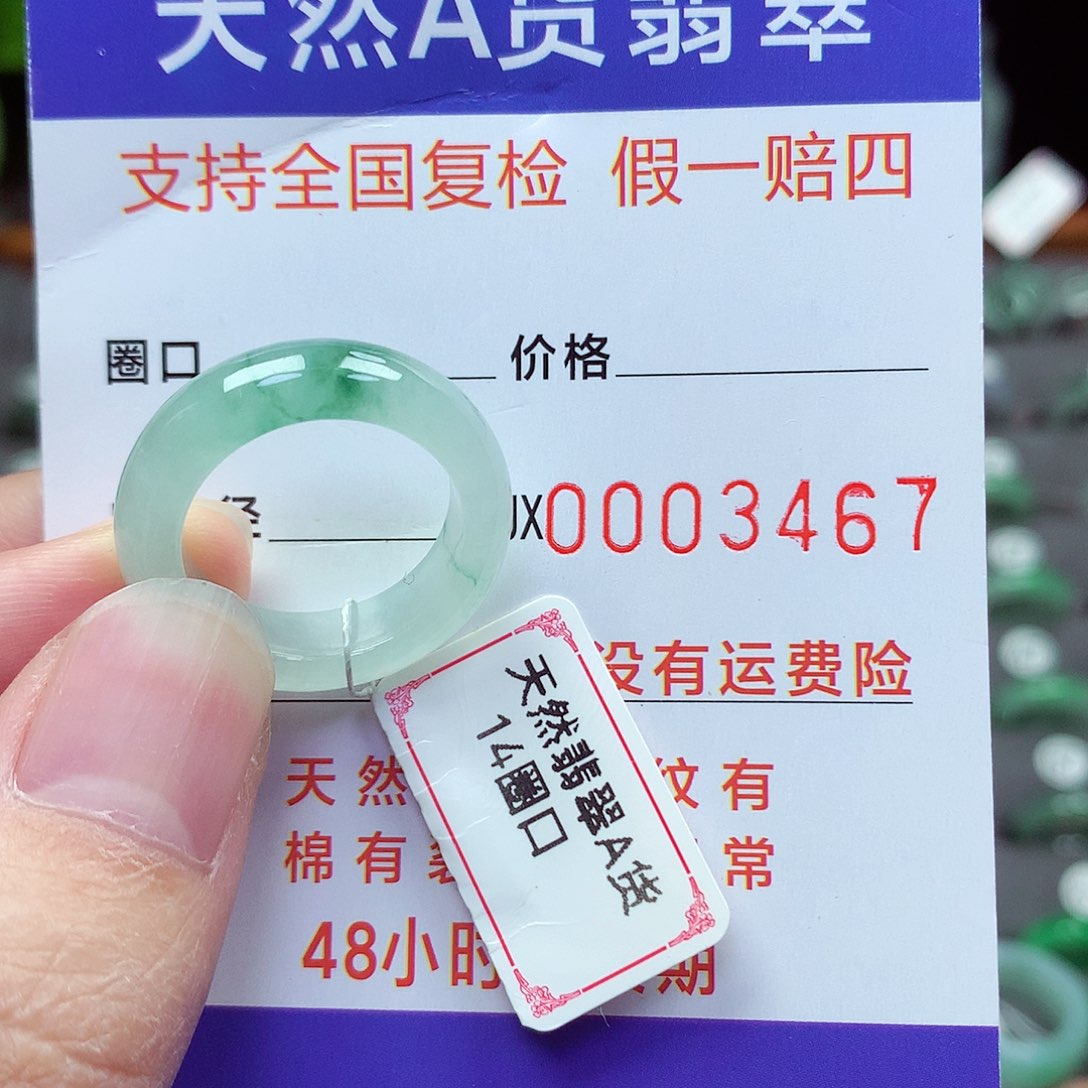 天然A货翡翠
支持全国复检 假一赔四
圈口 价格
径 JX0003467
没有运费险
天然 纹有
棉有 常
48小时 期
天然翡翠A货
14圈口